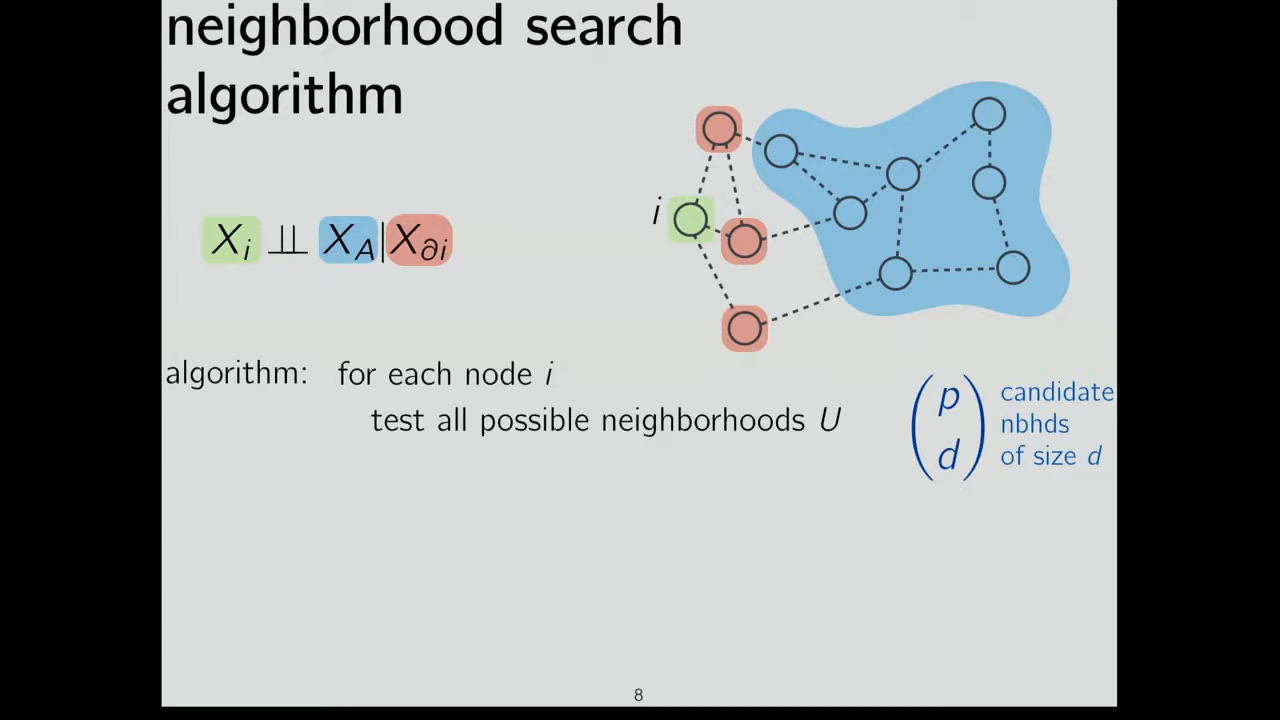 neighborhood search
algorithm
i
X_i ⫫ X_A | X_{∂i}
algorithm: for each node i
test all possible neighborhoods U
(p d)
candidate
nbhds
of size d
8